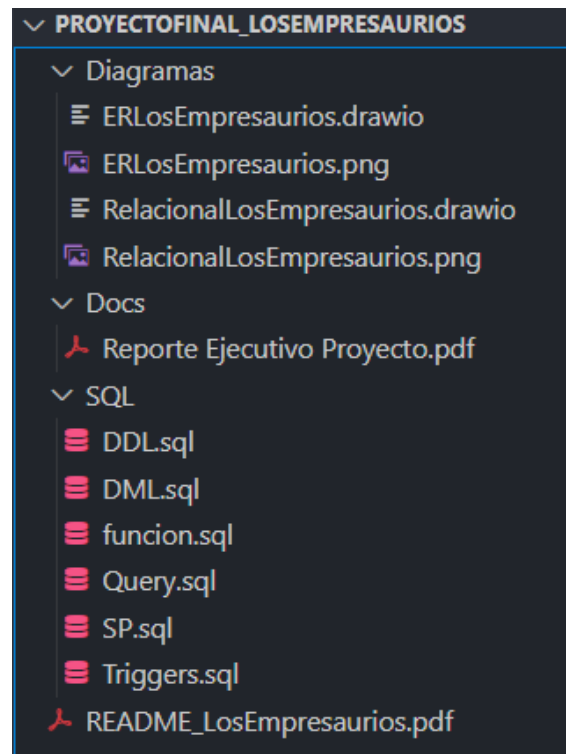 PROYECTOFINAL_LOSEMPRESAURIOS
Diagramas
ERLosEmpresaurios.drawio
ERLosEmpresaurios.png
RelacionalLosEmpresaurios.drawio
RelacionalLosEmpresaurios.png
Docs
Reporte Ejecutivo Proyecto.pdf
SQL
DDL.sql
DML.sql
funcion.sql
Query.sql
SP.sql
Triggers.sql
README_LosEmpresaurios.pdf